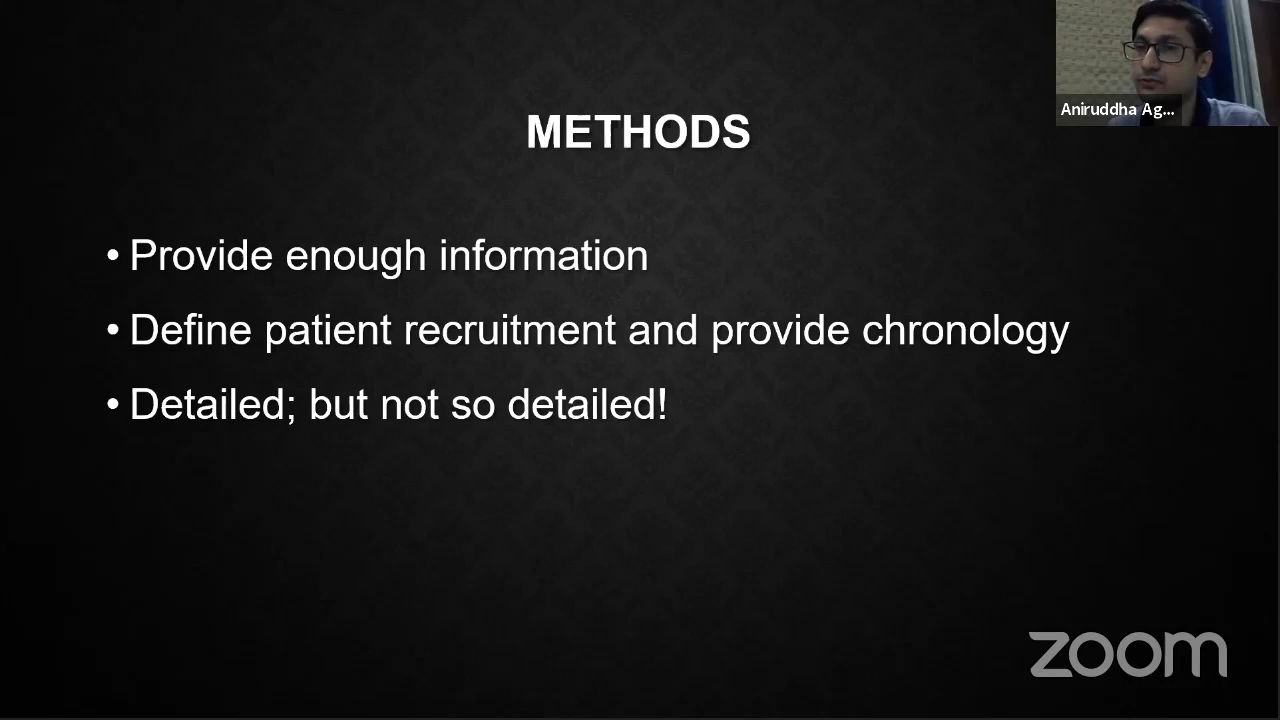 Aniruddha Ag...
METHODS
• Provide enough information
• Define patient recruitment and provide chronology
• Detailed; but not so detailed!
zoom